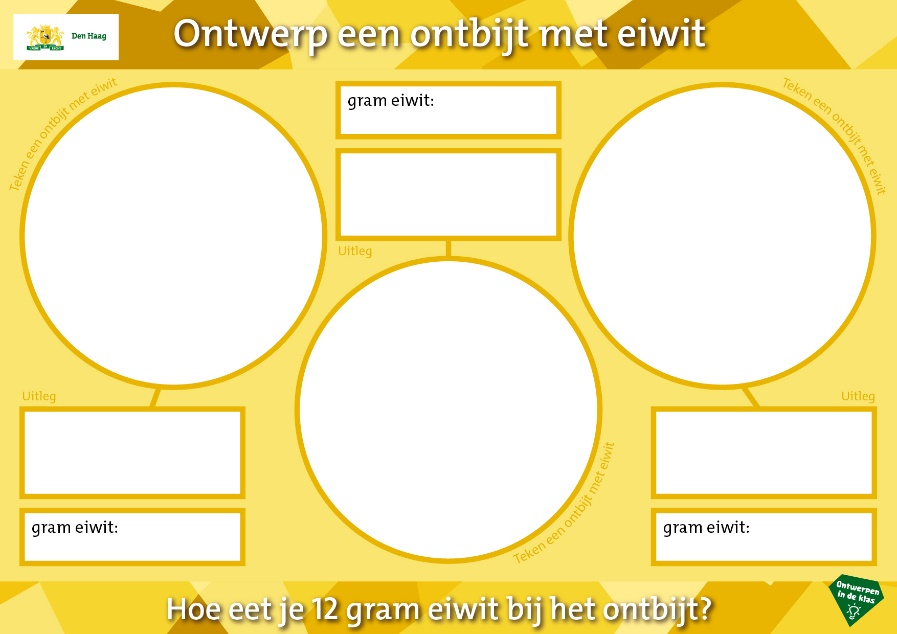 Den Haag
Ontwerp een ontbijt met eiwit
Teken een ontbijt met eiwit
gram eiwit:
Teken een ontbijt met eiwit
Uitleg
Uitleg
Uitleg
Teken een ontbijt met eiwit
gram eiwit:
gram eiwit:
Hoe eet je 12 gram eiwit bij het ontbijt?
Ontwerpen
in de klas